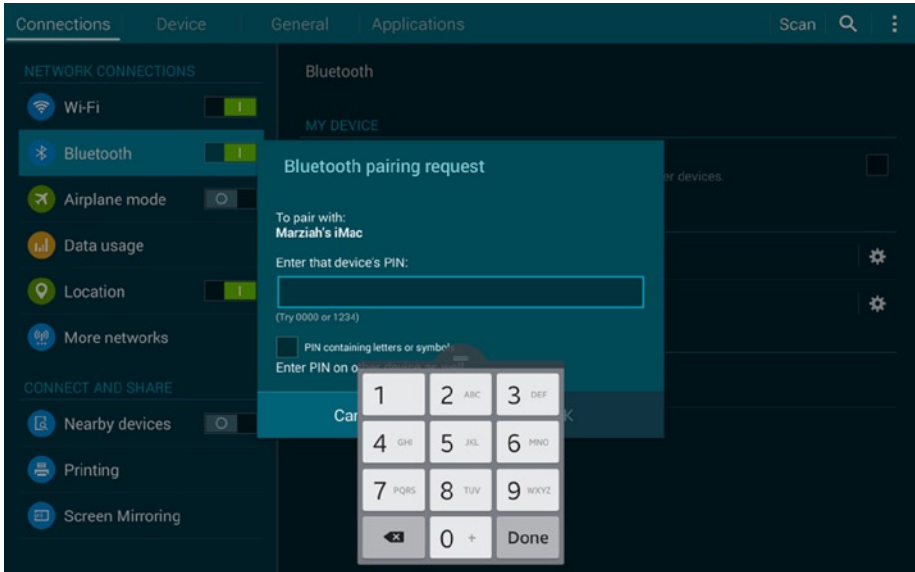 Connections Device General Applications Scan
NETWORK CONNECTIONS
Wi-Fi
Bluetooth
Airplane mode
Data usage
Location
More networks
CONNECT AND SHARE
Nearby devices
Printing
Screen Mirroring
Bluetooth
MY DEVICE
er devices.
Bluetooth pairing request
To pair with:
Marziah's iMac
Enter that device's PIN:
(Try 0000 or 1234)
PIN containing letters or symbols
Enter PIN on
Can
K
1 2 ABC 3 DEF
4 GHI 5 JKL 6 MNO
7 PQRS 8 TUV 9 WXYZ
0 + Done